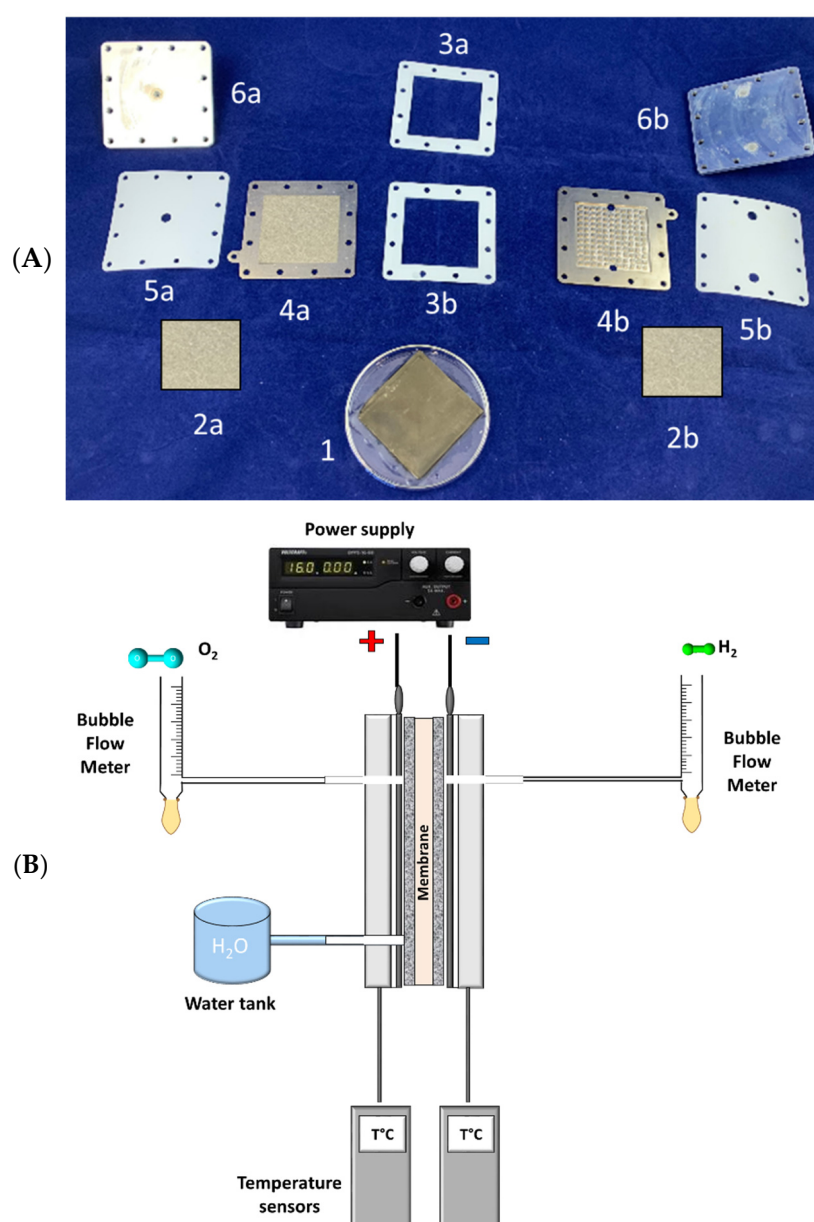 (A)
3a
6a
6b
5a
4a
3b
4b
5b
2a
2b
1
Power supply
16.0 0.00
+
−
O₂
H₂
Bubble
Flow
Meter
Bubble
Flow
Meter
Membrane
(B)
H₂O
Water tank
T°C
T°C
Temperature
sensors